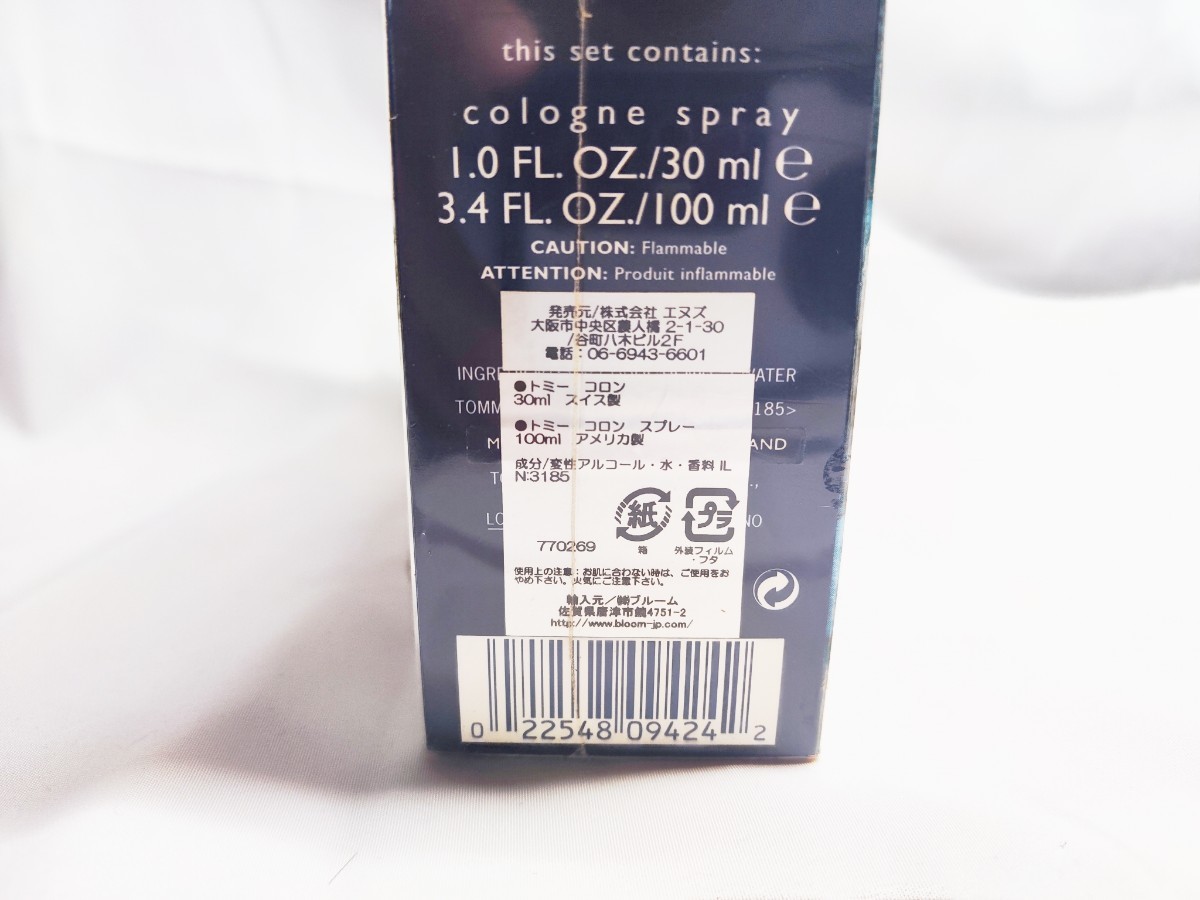 this set contains:
cologne spray
1.0 FL. OZ./30 ml ℮
3.4 FL. OZ./100 ml ℮
CAUTION: Flammable
ATTENTION: Produit inflammable
発売元/株式会社 エヌズ
大阪市中央区農人橋 2-1-30
/谷町八木ビル2F
電話:06-6943-6601
●トミー コロン
30ml スイス製
185>
●トミー コロン スプレー
100ml アメリカ製
成分/変性アルコール・水・香料 IL
N:3185
紙 プラ
770269 箱 外装フィルム
・フタ
使用上の注意:お肌に合わない時は、ご使用をお
やめ下さい。火気にご注意下さい。
輸入元/㈱ブルーム
佐賀県唐津市鏡4751-2
http://www.bloom-jp.com/
0 22548 09424 2